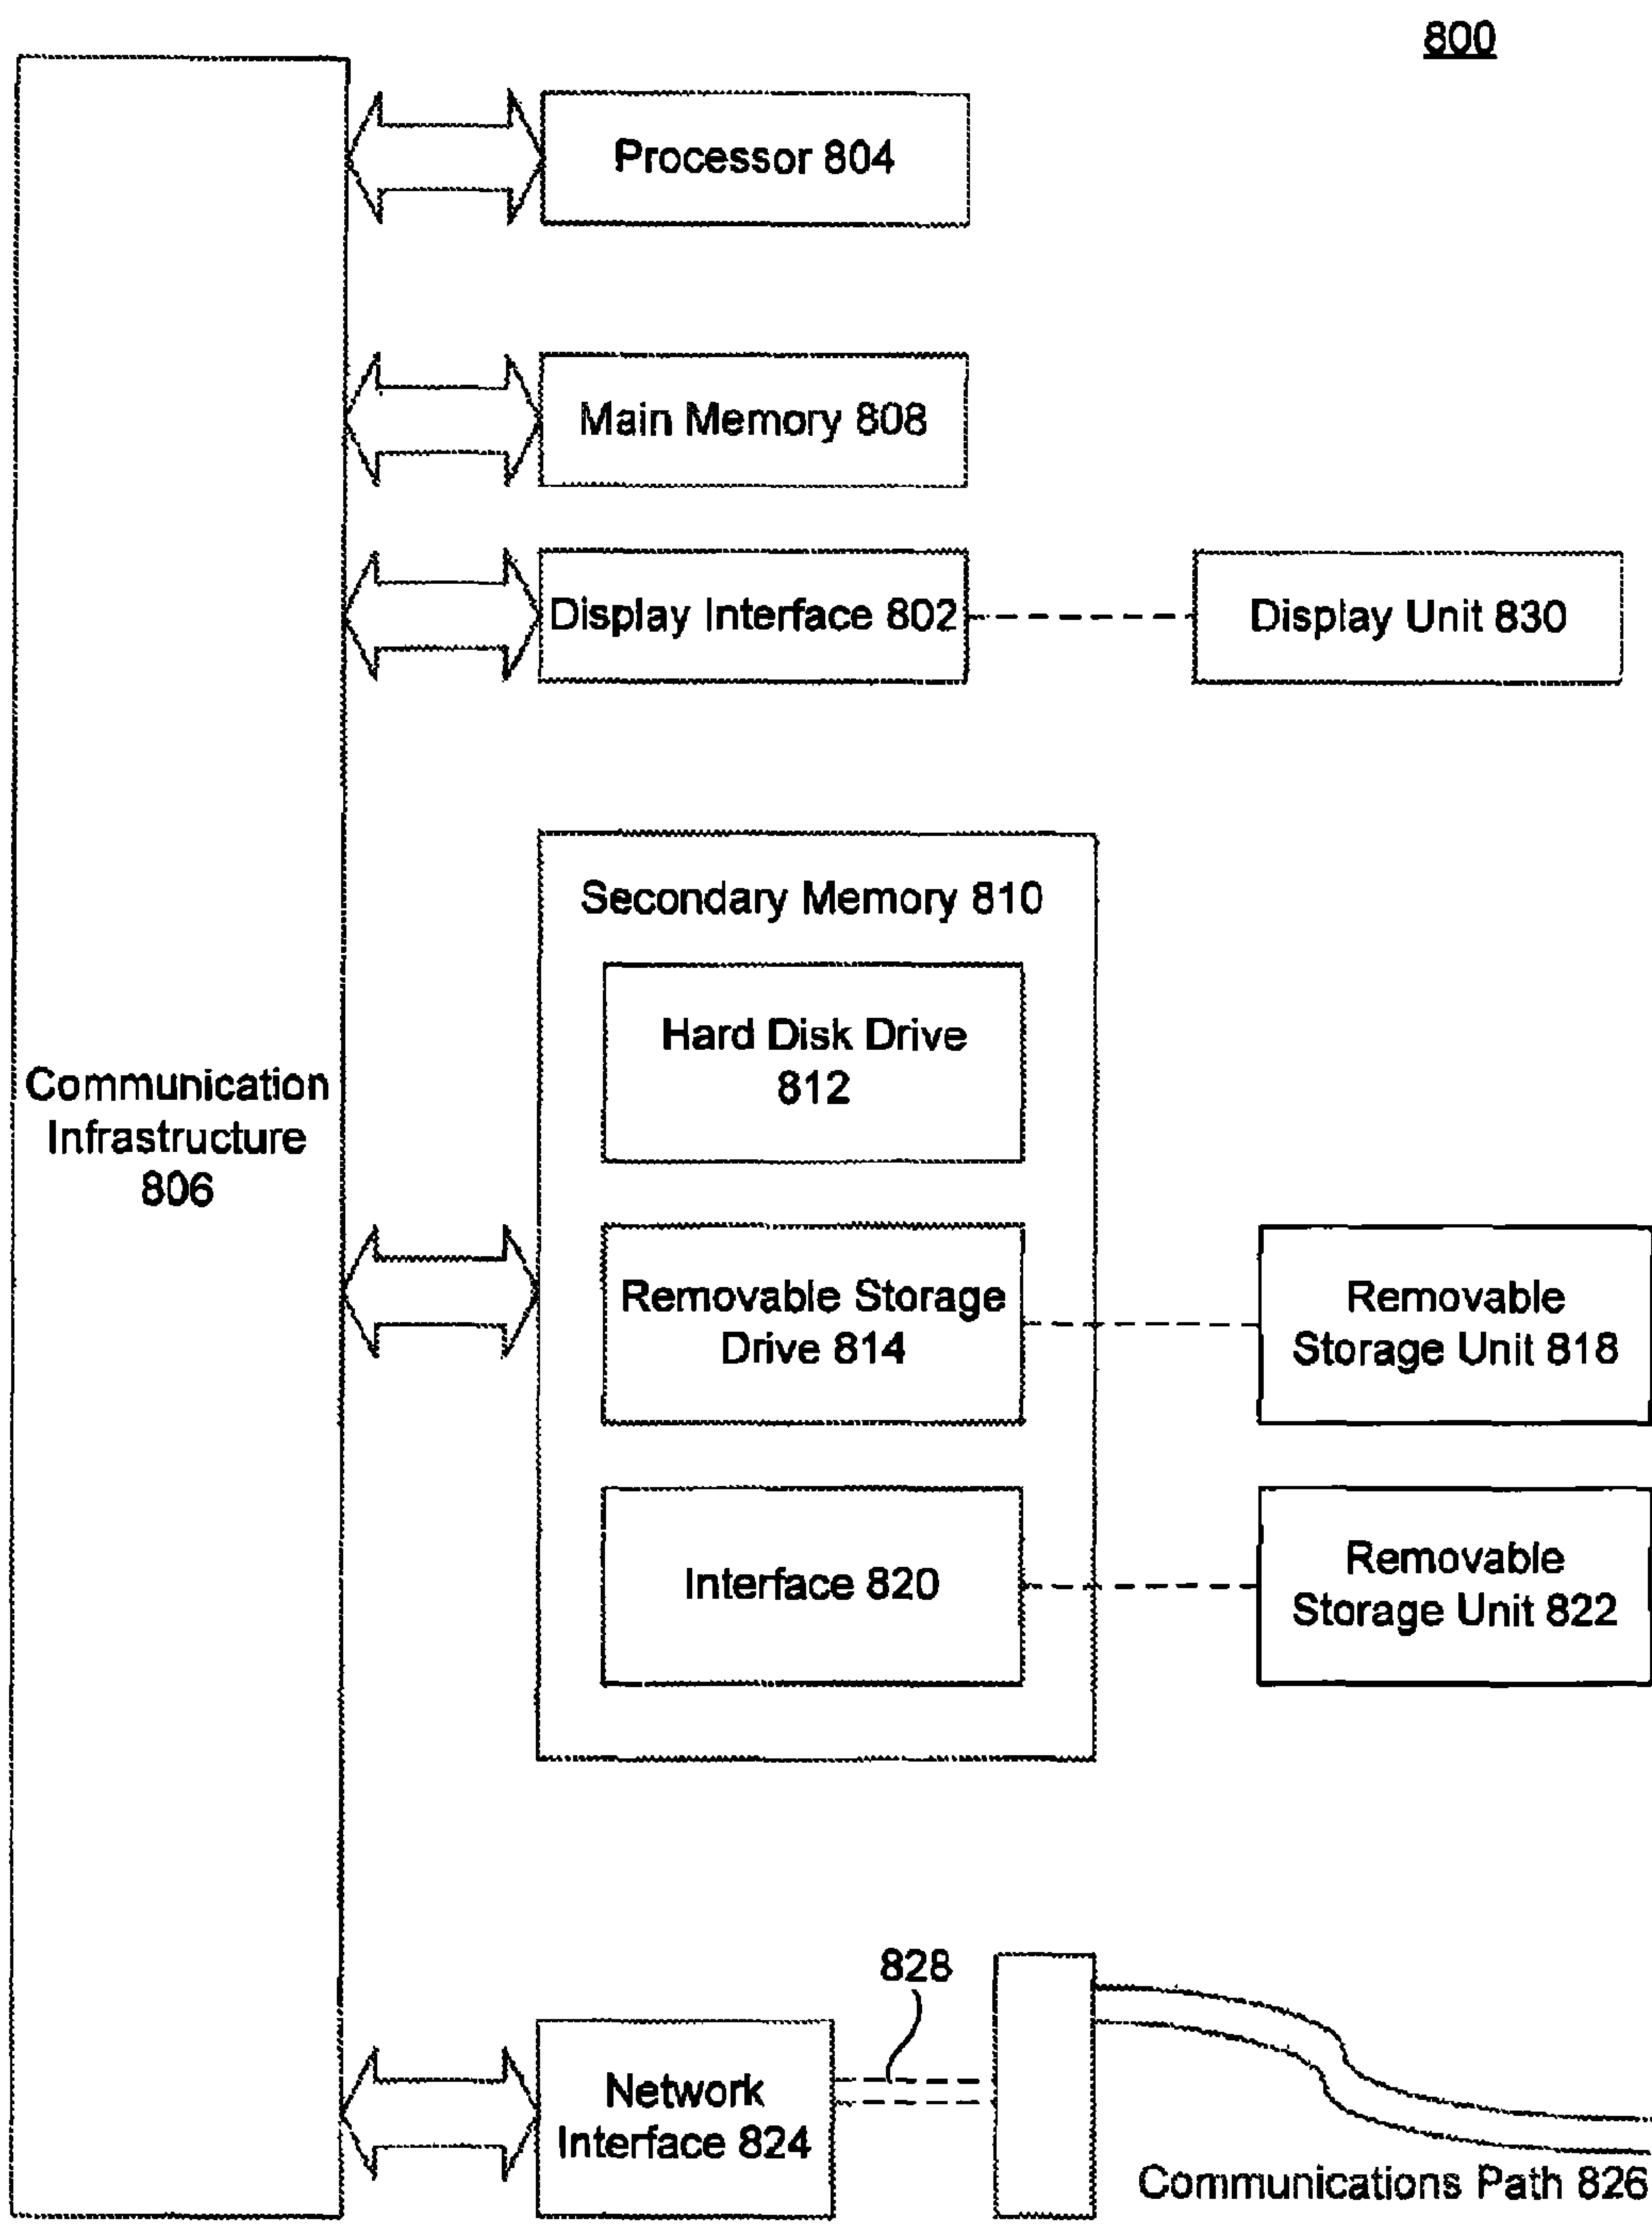 800
Processor 804
Main Memory 808
Display Interface 802
Display Unit 830
Secondary Memory 810
Hard Disk Drive
812
Communication
Infrastructure
806
Removable Storage
Drive 814
Removable
Storage Unit 818
Interface 820
Removable
Storage Unit 822
828
Network
Interface 824
Communications Path 826